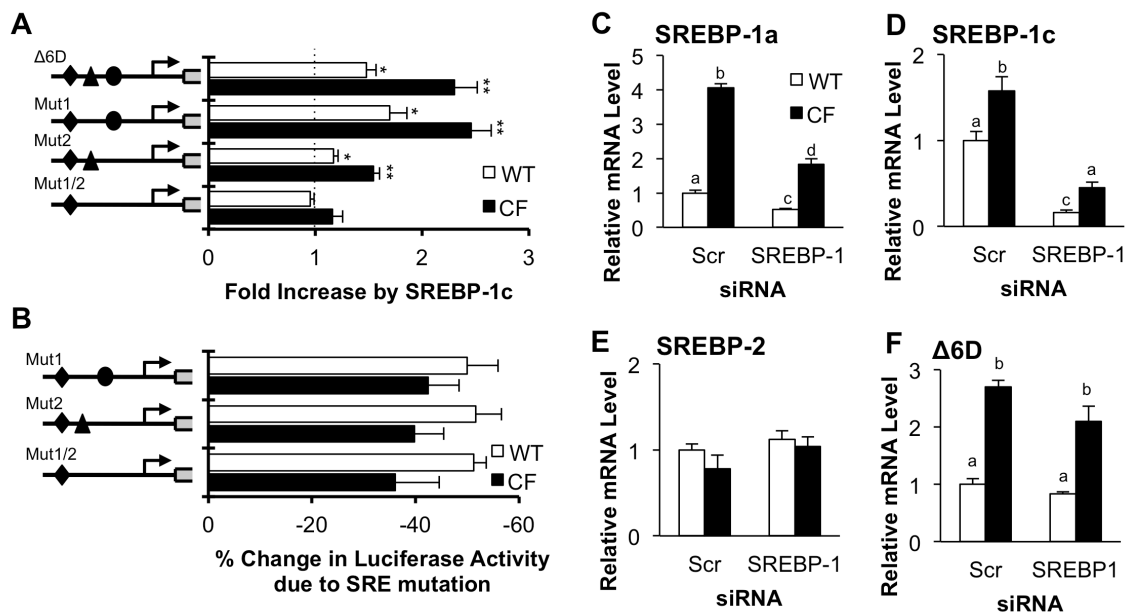 A
Δ6D
Mut1
Mut2
Mut1/2
*
**
*
**
*
**
WT
CF
0 1 2 3
Fold Increase by SREBP-1c
B
Mut1
Mut2
Mut1/2
WT
CF
0 -20 -40 -60
% Change in Luciferase Activity
due to SRE mutation
C
SREBP-1a
Relative mRNA Level
5
4
3
2
1
0
a b c d
WT
CF
Scr SREBP-1
siRNA
D
SREBP-1c
Relative mRNA Level
2
1
0
a b c a
Scr SREBP-1
siRNA
E
SREBP-2
Relative mRNA Level
2
1
0
Scr SREBP-1
siRNA
F
Δ6D
Relative mRNA Level
3
2
1
0
a b a b
Scr SREBP1
siRNA